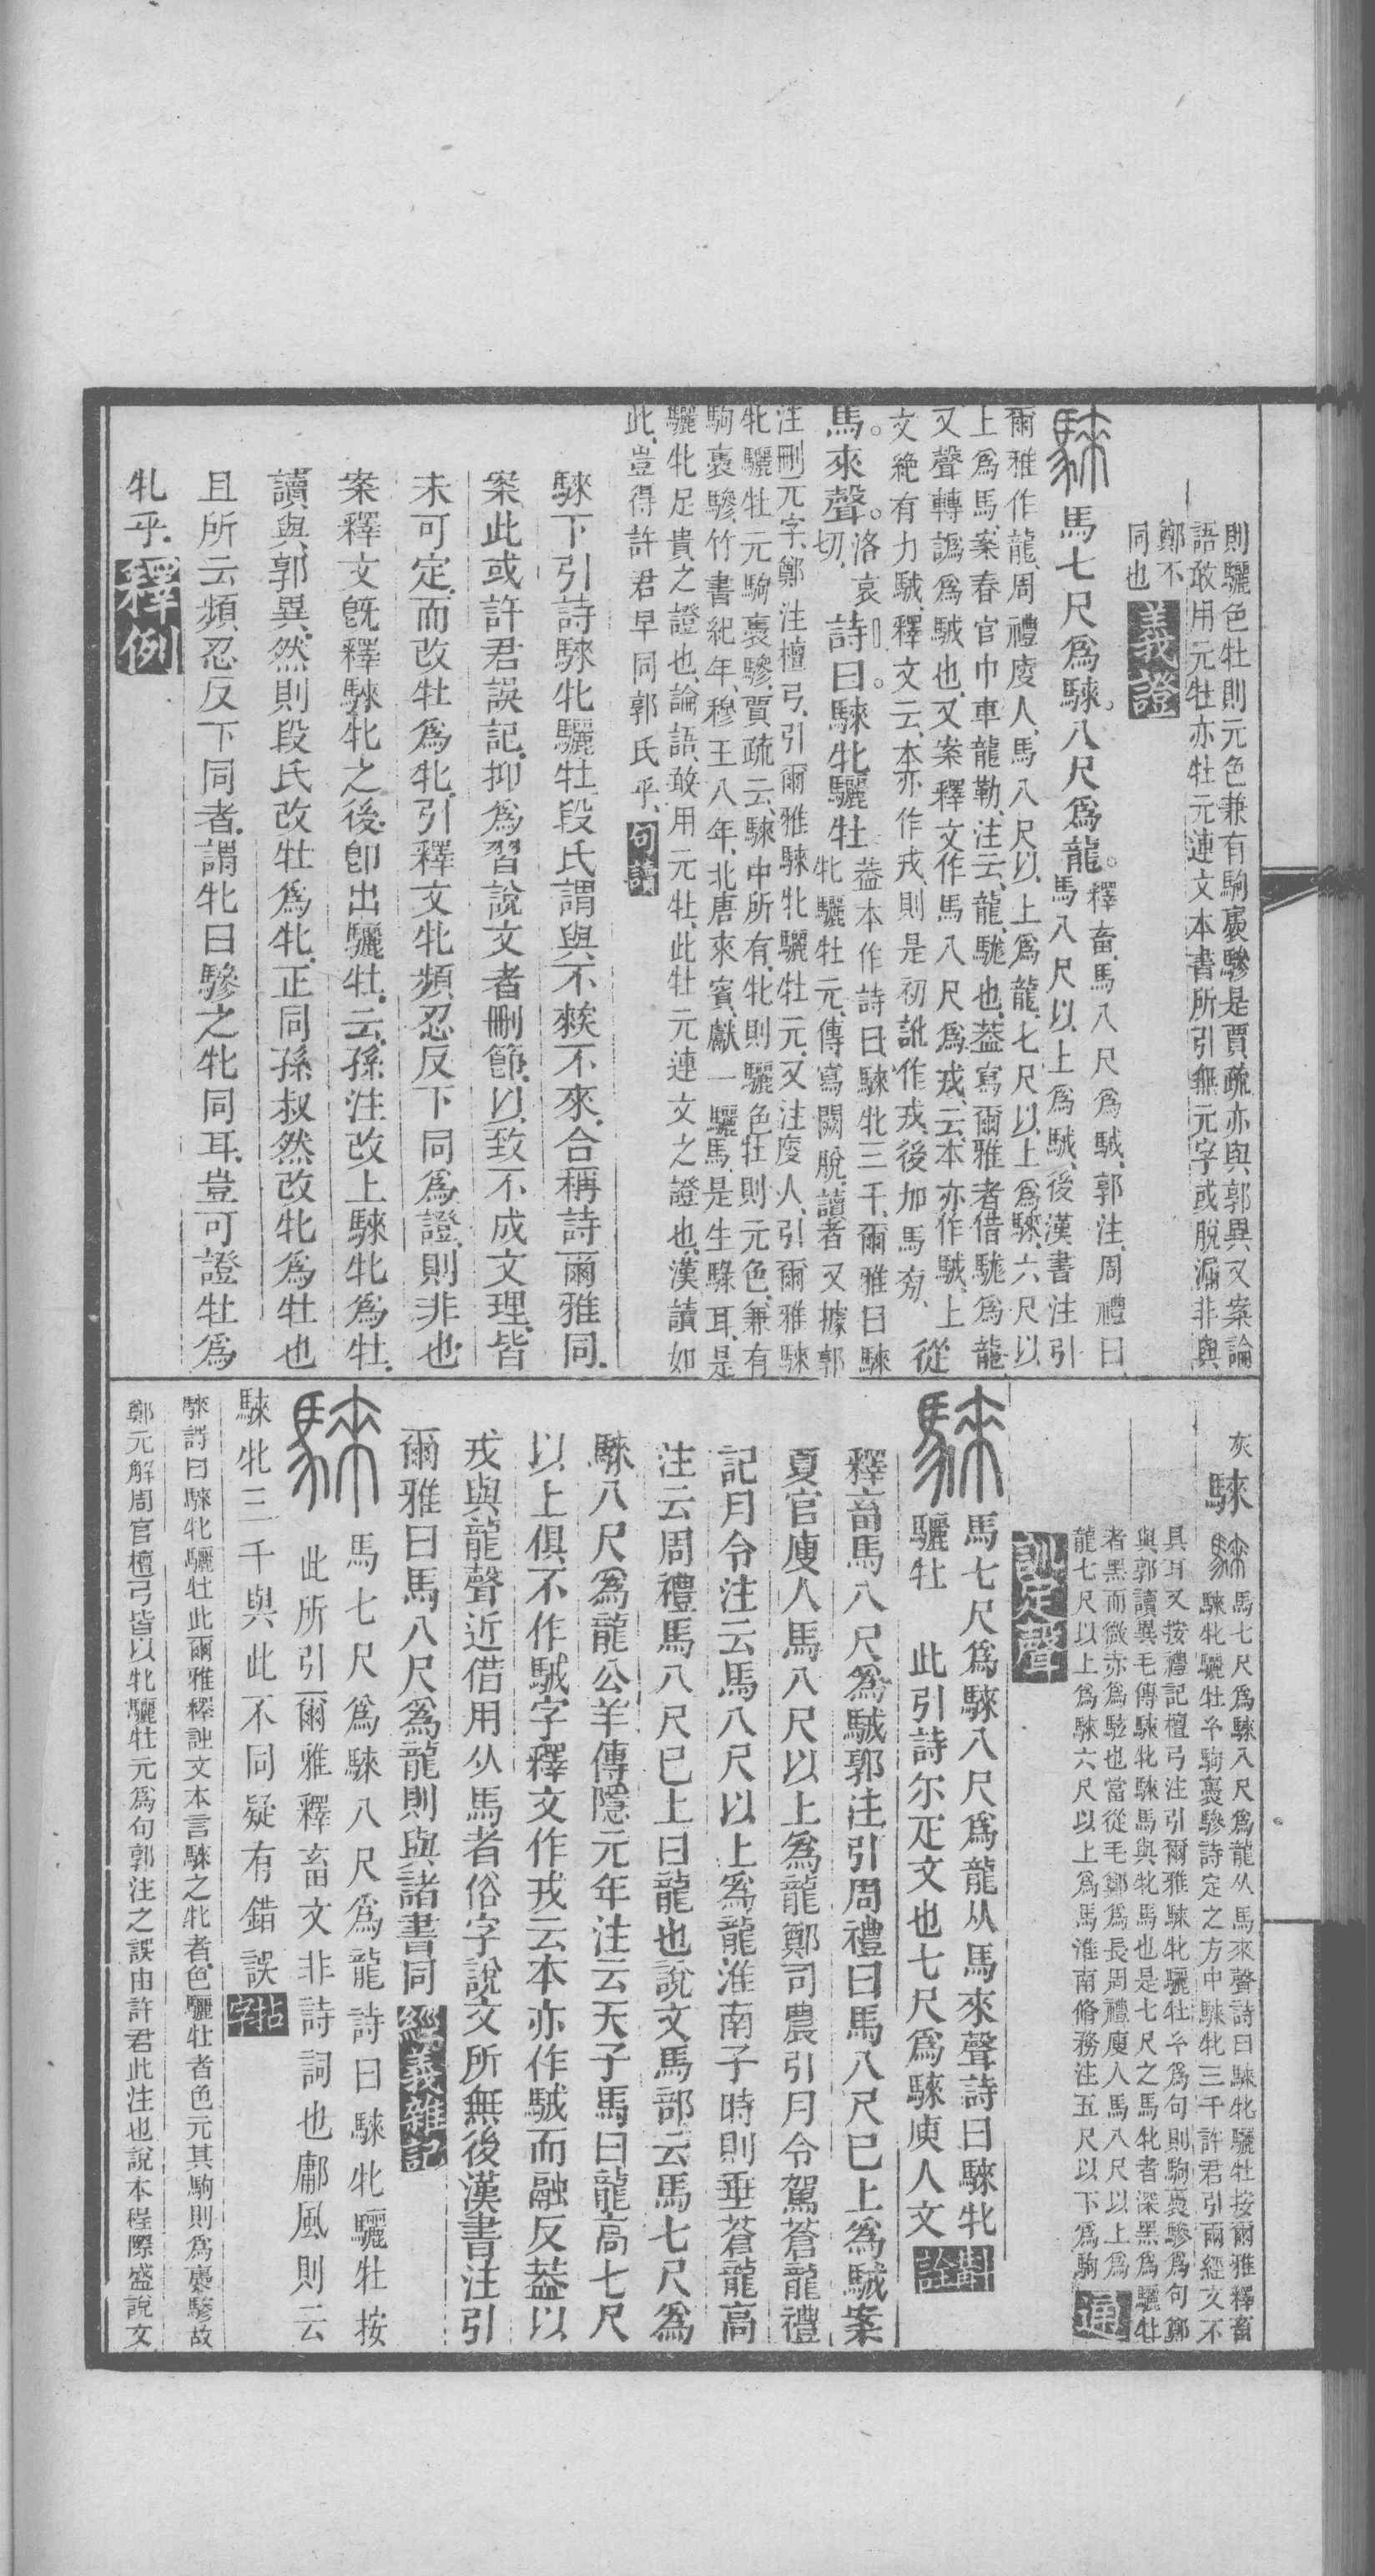 則驪色牡則元色兼有駒褭驂是賈疏亦與郭異又案論
語敢用元牡亦牡元連文本書所引無元字或脫漏非與
鄭不
同也 義證
馬七尺爲騋。八尺爲龍。
釋畜、馬八尺爲駥、郭注、周禮曰
馬八尺以上爲駥、後漢書注引
爾雅作龍、周禮廋人、馬八尺以上爲龍、七尺以上爲騋、六尺以
上爲馬、案春官巾車龍勒、注云、龍、駹也、葢寫爾雅者借駹爲龍
又聲轉譌爲駥也、又案釋文作馬八尺爲戎、云、本亦作駥、上
文絶有力駥、釋文云、本亦作戎、則是初訛作戎、後加馬旁、
從
馬。來聲。
洛哀
切、
詩曰。騋牝驪牡
葢本作詩曰騋牝三千、爾雅曰騋
牝驪牡元、傳寫闕脫、讀者又據郭
注刪元字、鄭注檀弓、引爾雅騋牝驪牡元、又注廋人、引爾雅騋
牝驪牡元駒褭驂、賈疏云、騋中所有、牝則驪色牡則元色、兼有
駒褭驂、竹書紀年、穆王八年、北唐來賓、獻一驪馬、是生騄耳、是
驪牝足貴之證也、論語、敢用元牡、此牡元連文之證也、漢讀如
此、豈得許君早同郭氏乎、 句讀
騋下引詩騋牝驪牡、段氏謂與不䅘不來、合稱詩爾雅同、
案此或許君誤記、抑爲習說文者刪節、以致不成文理、皆
未可定、而改牡爲牝、引釋文牝頻忍反下同爲證、則非也、
案釋文旣釋騋牝之後、卽出驪牡、云、孫注改上騋牝爲牡、
讀與郭異、然則段氏改牡爲牝、正同孫叔然改牝爲牡也
且所云頻忍反下同者、謂牝曰驂之牝同耳、豈可證牡爲
牝乎、 釋例
灰 騋
馬七尺爲騋八尺爲龍从馬來聲詩曰騋牝驪牡按爾雅釋畜
騋牝驪牡𤣥駒褭驂詩定之方中騋牝三千許君引爾經文不
具耳又按禮記檀弓注引爾雅騋牝驪牡𤣥爲句則駒褭驂爲句鄭
與郭讀異毛傳騋牝騋馬與牝馬也是七尺之馬牝者深黑爲驪牡
者黑而微赤爲𤣥也當從毛鄭爲長周禮廋人馬八尺以上爲
龍七尺以上爲騋六尺以上爲馬淮南脩務注五尺以下爲駒 通
訓定聲
馬七尺爲騋八尺爲龍从馬來聲詩曰騋牝
驪牡 此引詩尔疋文也七尺爲騋庾人文 斠詮
釋畜馬八尺爲駥郭注引周禮曰馬八尺已上爲駥案
夏官廋人馬八尺以上爲龍鄭司農引月令駕蒼龍禮
記月令注云馬八尺以上爲龍淮南子時則垂蒼龍高
注云周禮馬八尺已上曰龍也說文馬部云馬七尺爲
騋八尺爲龍公羊傳隱元年注云天子馬曰龍高七尺
以上俱不作駥字釋文作戎云本亦作駥而融反葢以
戎與龍聲近借用从馬者俗字說文所無後漢書注引
爾雅曰馬八尺爲龍則與諸書同 經義雜記
馬七尺爲騋八尺爲龍詩曰騋牝驪牡按
此所引爾雅釋畜文非詩詞也鄘風則云
騋牝三千與此不同疑有錯誤 拈字
騋詩曰騋牝驪牡此爾雅釋詁文本言騋之牝者色驪牡者色元其駒則爲褭驂故
鄭元解周官檀弓皆以牝驪牡元爲句郭注之誤由許君此注也說本程際盛說文